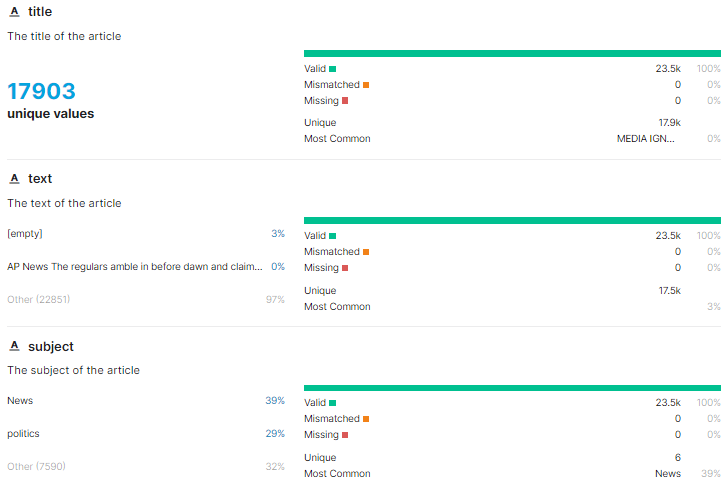 A title
The title of the article
17903
unique values
Valid 23.5k 100%
Mismatched 0 0%
Missing 0 0%
Unique 17.9k
Most Common MEDIA IGN... 0%
A text
The text of the article
[empty] 3%
AP News The regulars amble in before dawn and claim... 0%
Other (22851) 97%
Valid 23.5k 100%
Mismatched 0 0%
Missing 0 0%
Unique 17.5k
Most Common 3%
A subject
The subject of the article
News 39%
politics 29%
Other (7590) 32%
Valid 23.5k 100%
Mismatched 0 0%
Missing 0 0%
Unique 6
Most Common News 39%